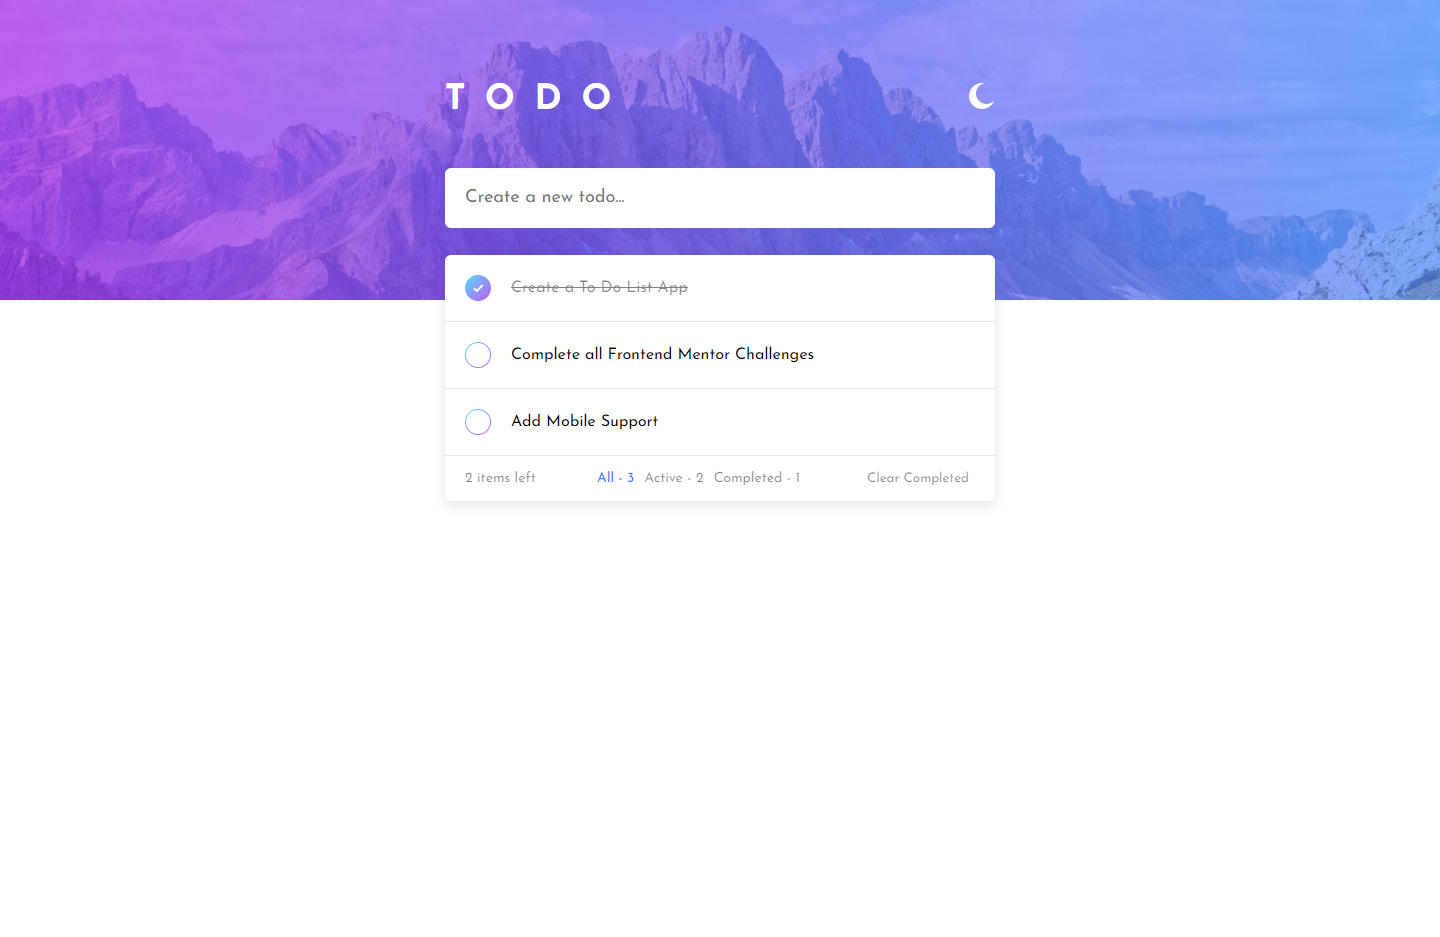 TODO
Create a new todo...
Create a To Do List App
Complete all Frontend Mentor Challenges
Add Mobile Support
2 items left All - 3 Active - 2 Completed - 1 Clear Completed